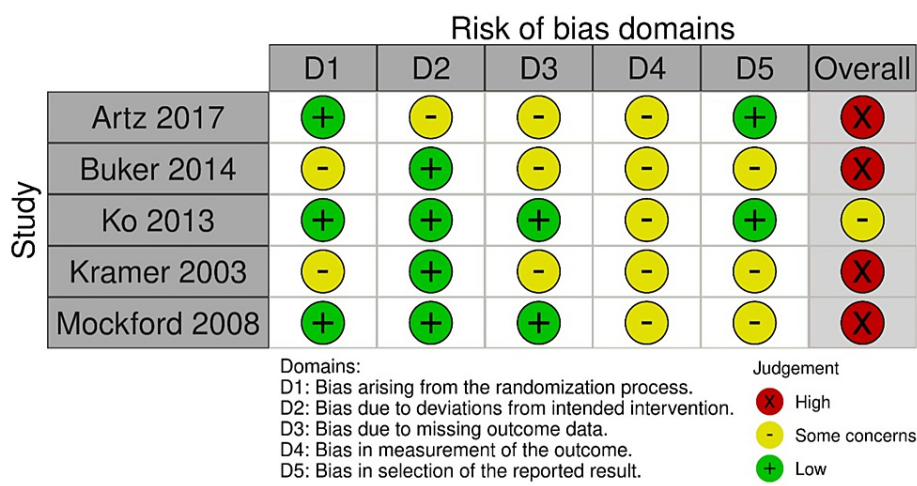 Risk of bias domains
D1 D2 D3 D4 D5 Overall
Study
Artz 2017 + - - - + X
Buker 2014 - + - - - X
Ko 2013 + + + - + -
Kramer 2003 - + - - - X
Mockford 2008 + + + - - X
Domains:
D1: Bias arising from the randomization process.
D2: Bias due to deviations from intended intervention.
D3: Bias due to missing outcome data.
D4: Bias in measurement of the outcome.
D5: Bias in selection of the reported result.
Judgement
X High
- Some concerns
+ Low